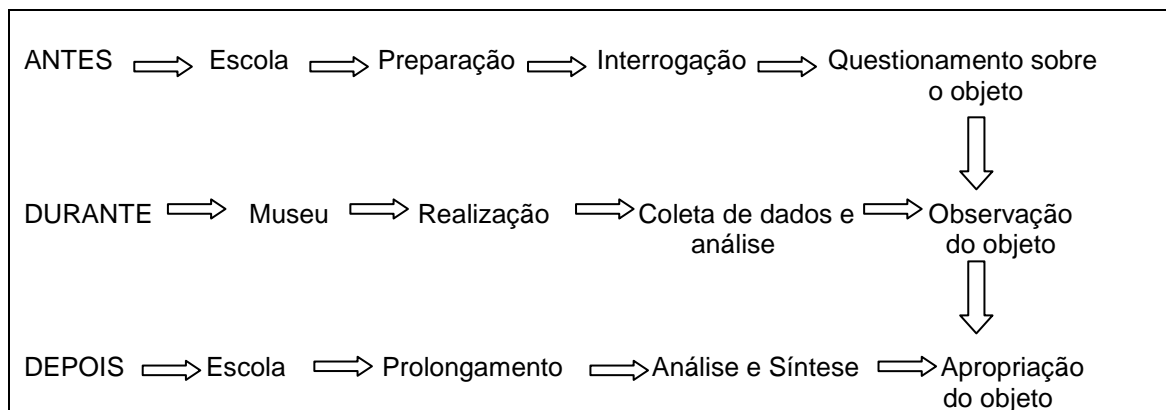 ANTES Escola Preparação Interrogação Questionamento sobre
o objeto
DURANTE Museu Realização Coleta de dados e Observação
análise do objeto
DEPOIS Escola Prolongamento Análise e Síntese Apropriação
do objeto